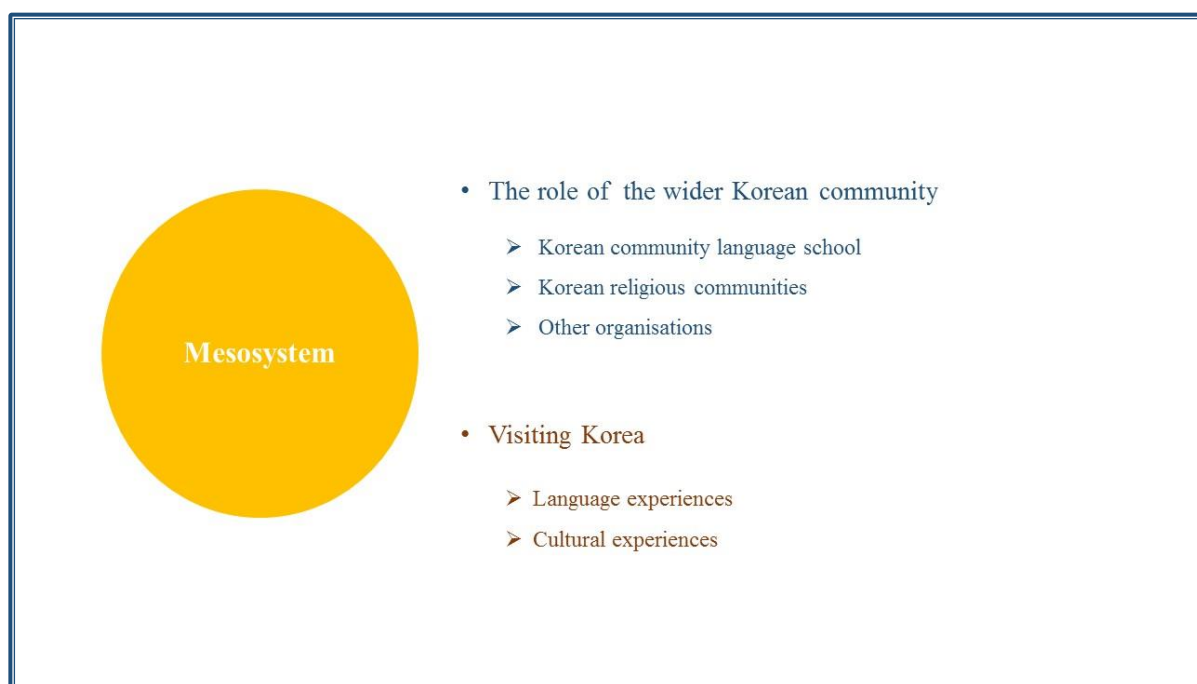 Mesosystem
• The role of the wider Korean community
➢ Korean community language school
➢ Korean religious communities
➢ Other organisations
• Visiting Korea
➢ Language experiences
➢ Cultural experiences